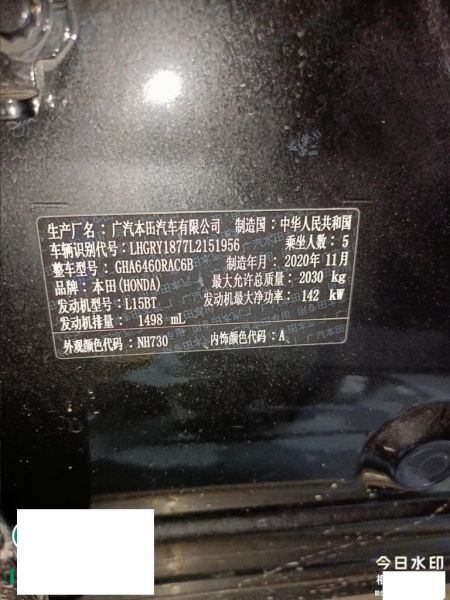 生产厂名：广汽本田汽车有限公司 制造国：中华人民共和国
车辆识别代号：LHGRY1877L2151956 乘坐人数：5
整车型号：GHA6460RAC6B 制造年月：2020年11月
品牌：本田(HONDA) 最大允许总质量：2030 kg
发动机型号：L15BT 发动机最大净功率：142 kW
发动机排量：1498 mL
外观颜色代码：NH730 内饰颜色代码：A
今日水印